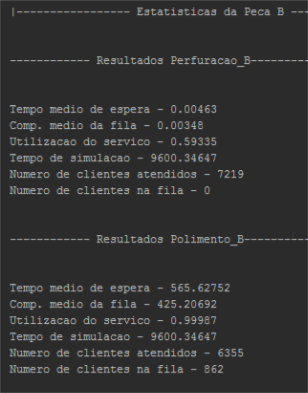 |----------------- Estatisticas da Peca B ---
------------ Resultados Perfuracao_B---------
Tempo medio de espera - 0.00463
Comp. medio da fila - 0.00348
Utilizacao do servico - 0.59335
Tempo de simulacao - 9600.34647
Numero de clientes atendidos - 7219
Numero de clientes na fila - 0
------------ Resultados Polimento_B----------
Tempo medio de espera - 565.62752
Comp. medio da fila - 425.20692
Utilizacao do servico - 0.99987
Tempo de simulacao - 9600.34647
Numero de clientes atendidos - 6355
Numero de clientes na fila - 862